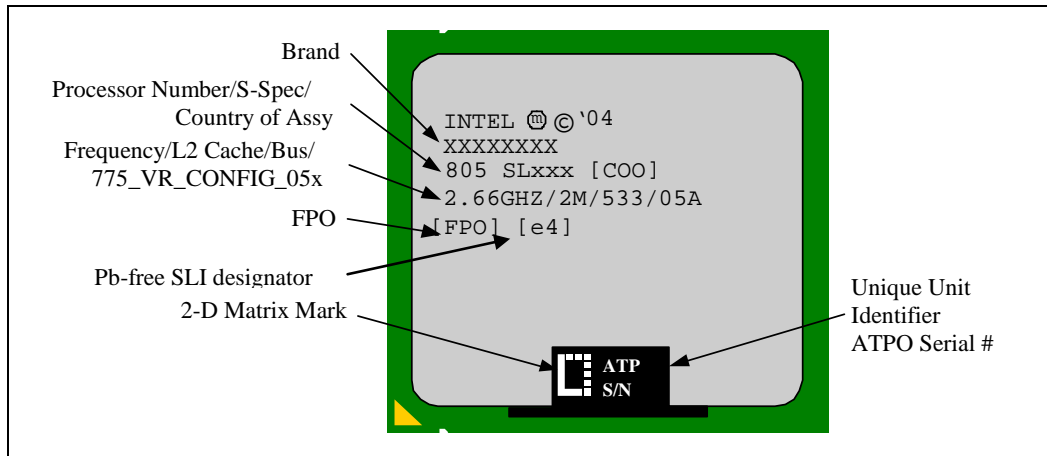 Brand
Processor Number/S-Spec/
Country of Assy
Frequency/L2 Cache/Bus/
775_VR_CONFIG_05x
FPO
Pb-free SLI designator
2-D Matrix Mark
INTEL ⓜ © '04
XXXXXXXX
805 SLxxx [COO]
2.66GHZ/2M/533/05A
[FPO] [e4]
ATP
S/N
Unique Unit
Identifier
ATPO Serial #